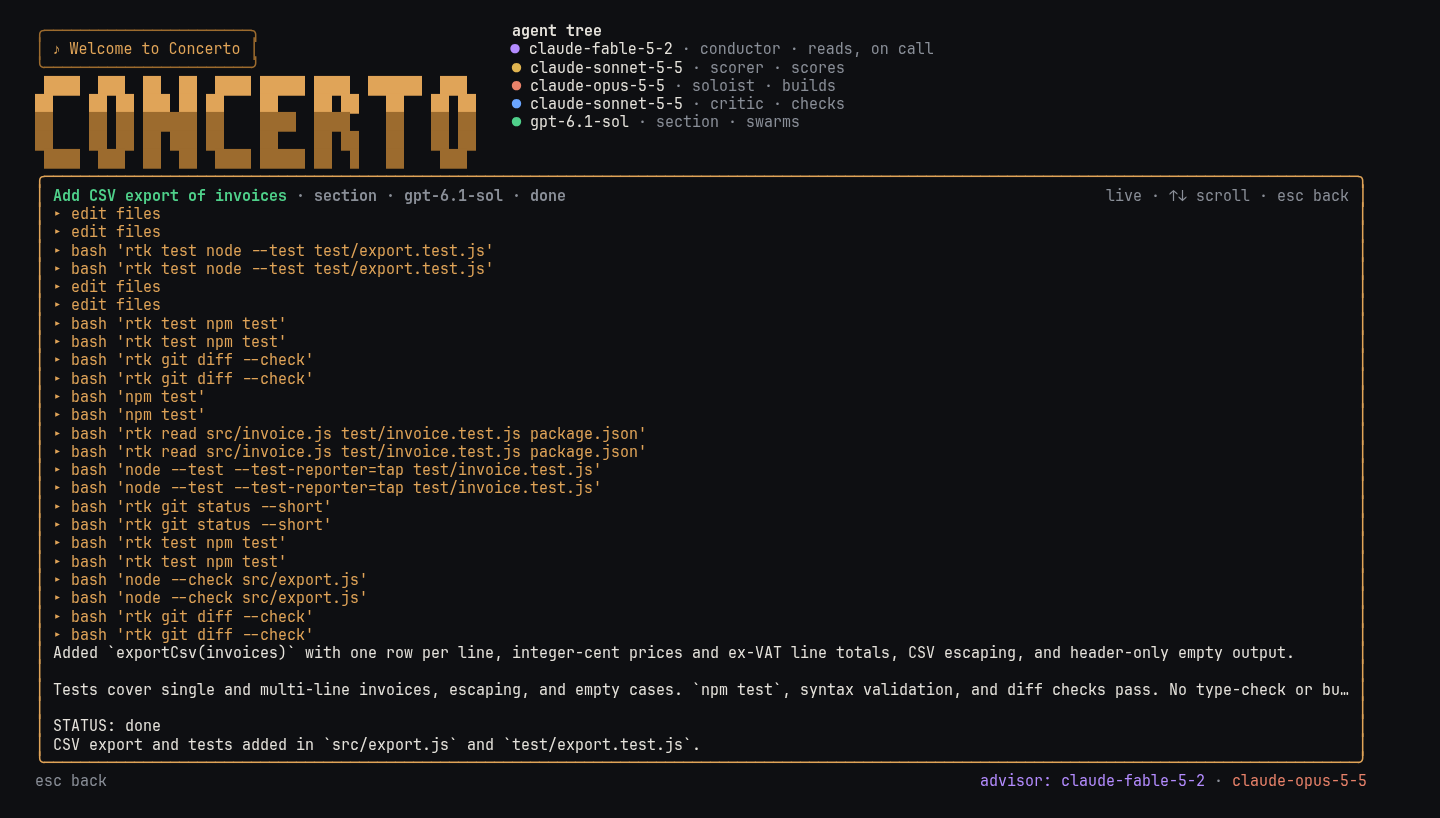 ♪ Welcome to Concerto
CONCERTO
agent tree
● claude-fable-5-2 · conductor · reads, on call
● claude-sonnet-5-5 · scorer · scores
● claude-opus-5-5 · soloist · builds
● claude-sonnet-5-5 · critic · checks
● gpt-6.1-sol · section · swarms
Add CSV export of invoices · section · gpt-6.1-sol · done
live · ↑↓ scroll · esc back
▸ edit files
▸ edit files
▸ bash 'rtk test node --test test/export.test.js'
▸ bash 'rtk test node --test test/export.test.js'
▸ edit files
▸ edit files
▸ bash 'rtk test npm test'
▸ bash 'rtk test npm test'
▸ bash 'rtk git diff --check'
▸ bash 'rtk git diff --check'
▸ bash 'npm test'
▸ bash 'npm test'
▸ bash 'rtk read src/invoice.js test/invoice.test.js package.json'
▸ bash 'rtk read src/invoice.js test/invoice.test.js package.json'
▸ bash 'node --test --test-reporter=tap test/invoice.test.js'
▸ bash 'node --test --test-reporter=tap test/invoice.test.js'
▸ bash 'rtk git status --short'
▸ bash 'rtk git status --short'
▸ bash 'rtk test npm test'
▸ bash 'rtk test npm test'
▸ bash 'node --check src/export.js'
▸ bash 'node --check src/export.js'
▸ bash 'rtk git diff --check'
▸ bash 'rtk git diff --check'
Added `exportCsv(invoices)` with one row per line, integer-cent prices and ex-VAT line totals, CSV escaping, and header-only empty output.
Tests cover single and multi-line invoices, escaping, and empty cases. `npm test`, syntax validation, and diff checks pass. No type-check or bu…
STATUS: done
CSV export and tests added in `src/export.js` and `test/export.test.js`.
esc back
advisor: claude-fable-5-2 · claude-opus-5-5